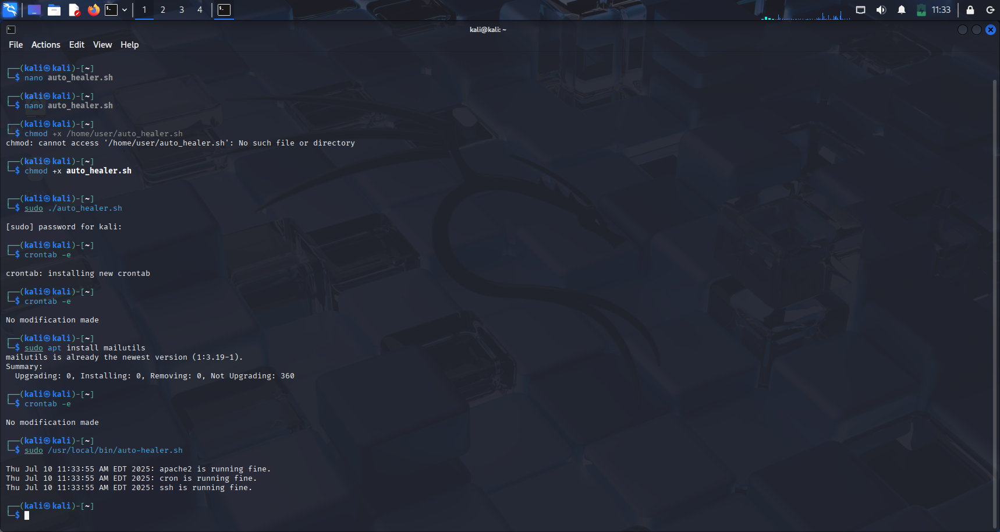 1 2 3 4 11:33
kali@kali: ~
File Actions Edit View Help
┌──(kali㉿kali)-[~]
└─$ nano auto_healer.sh
┌──(kali㉿kali)-[~]
└─$ nano auto_healer.sh
┌──(kali㉿kali)-[~]
└─$ chmod +x /home/user/auto_healer.sh
chmod: cannot access '/home/user/auto_healer.sh': No such file or directory
┌──(kali㉿kali)-[~]
└─$ chmod +x auto_healer.sh
┌──(kali㉿kali)-[~]
└─$ sudo ./auto_healer.sh
[sudo] password for kali:
┌──(kali㉿kali)-[~]
└─$ crontab -e
crontab: installing new crontab
┌──(kali㉿kali)-[~]
└─$ crontab -e
No modification made
┌──(kali㉿kali)-[~]
└─$ sudo apt install mailutils
mailutils is already the newest version (1:3.19-1).
Summary:
  Upgrading: 0, Installing: 0, Removing: 0, Not Upgrading: 360
┌──(kali㉿kali)-[~]
└─$ crontab -e
No modification made
┌──(kali㉿kali)-[~]
└─$ sudo /usr/local/bin/auto-healer.sh
Thu Jul 10 11:33:55 AM EDT 2025: apache2 is running fine.
Thu Jul 10 11:33:55 AM EDT 2025: cron is running fine.
Thu Jul 10 11:33:55 AM EDT 2025: ssh is running fine.
┌──(kali㉿kali)-[~]
└─$